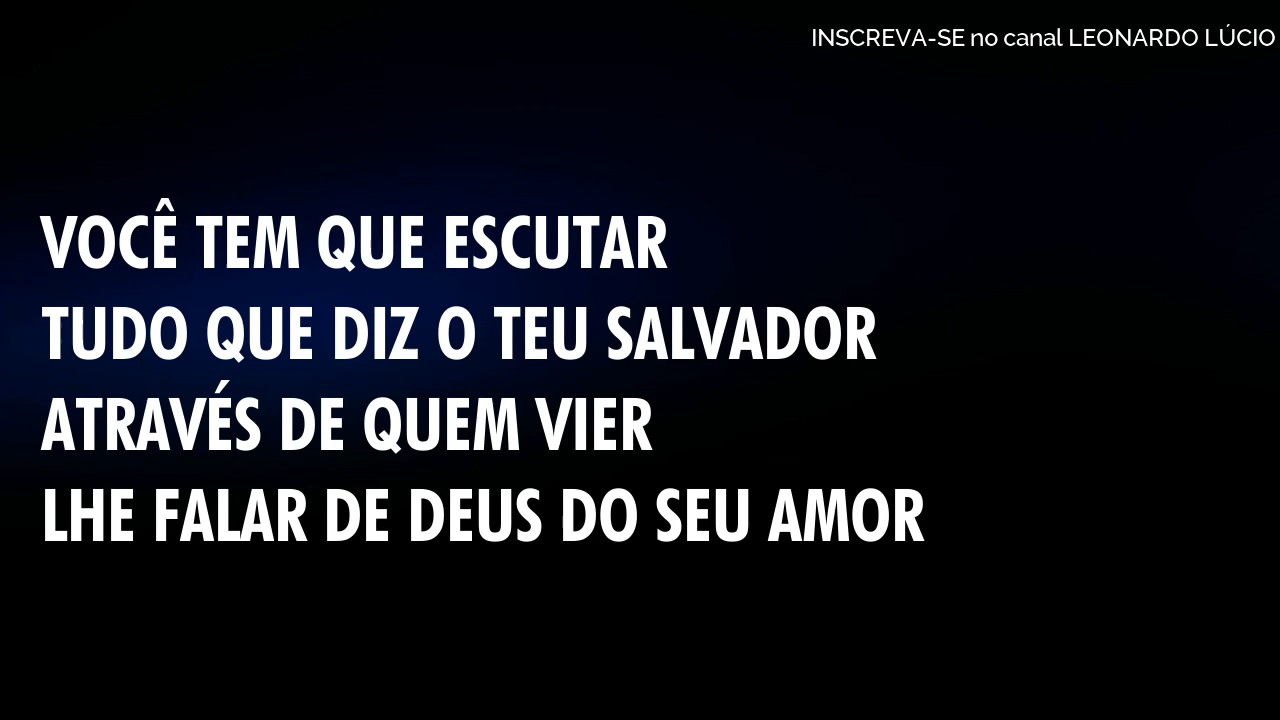 INSCREVA-SE no canal LEONARDO LÚCIO
VOCÊ TEM QUE ESCUTAR
TUDO QUE DIZ O TEU SALVADOR
ATRAVÉS DE QUEM VIER
LHE FALAR DE DEUS DO SEU AMOR